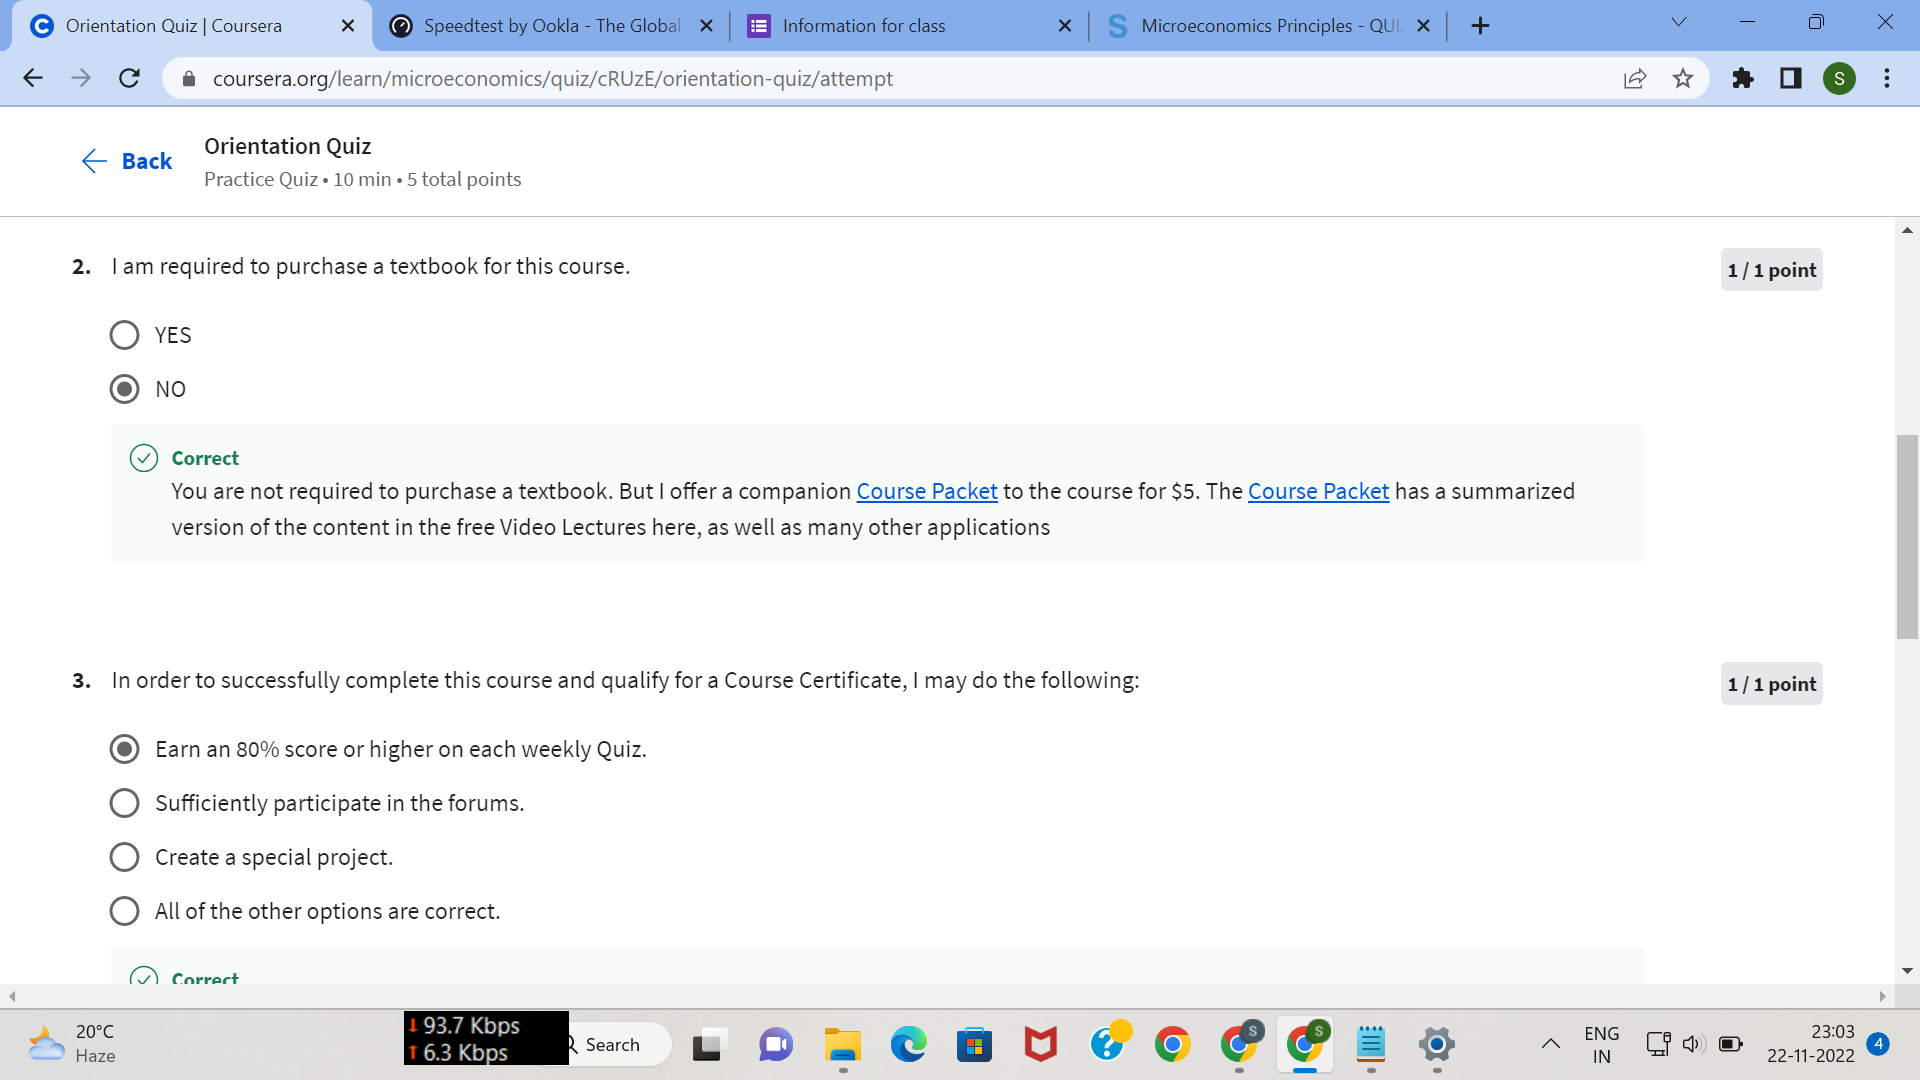 Orientation Quiz | Coursera
Speedtest by Ookla - The Global
Information for class
Microeconomics Principles - QUI
coursera.org/learn/microeconomics/quiz/cRUzE/orientation-quiz/attempt
S
Back
Orientation Quiz
Practice Quiz • 10 min • 5 total points
2. I am required to purchase a textbook for this course.
1 / 1 point
YES
NO
Correct
You are not required to purchase a textbook. But I offer a companion Course Packet to the course for $5. The Course Packet has a summarized
version of the content in the free Video Lectures here, as well as many other applications
3. In order to successfully complete this course and qualify for a Course Certificate, I may do the following:
1 / 1 point
Earn an 80% score or higher on each weekly Quiz.
Sufficiently participate in the forums.
Create a special project.
All of the other options are correct.
Correct
20°C
Haze
93.7 Kbps
6.3 Kbps
Search
S
S
ENG
IN
23:03
22-11-2022
4